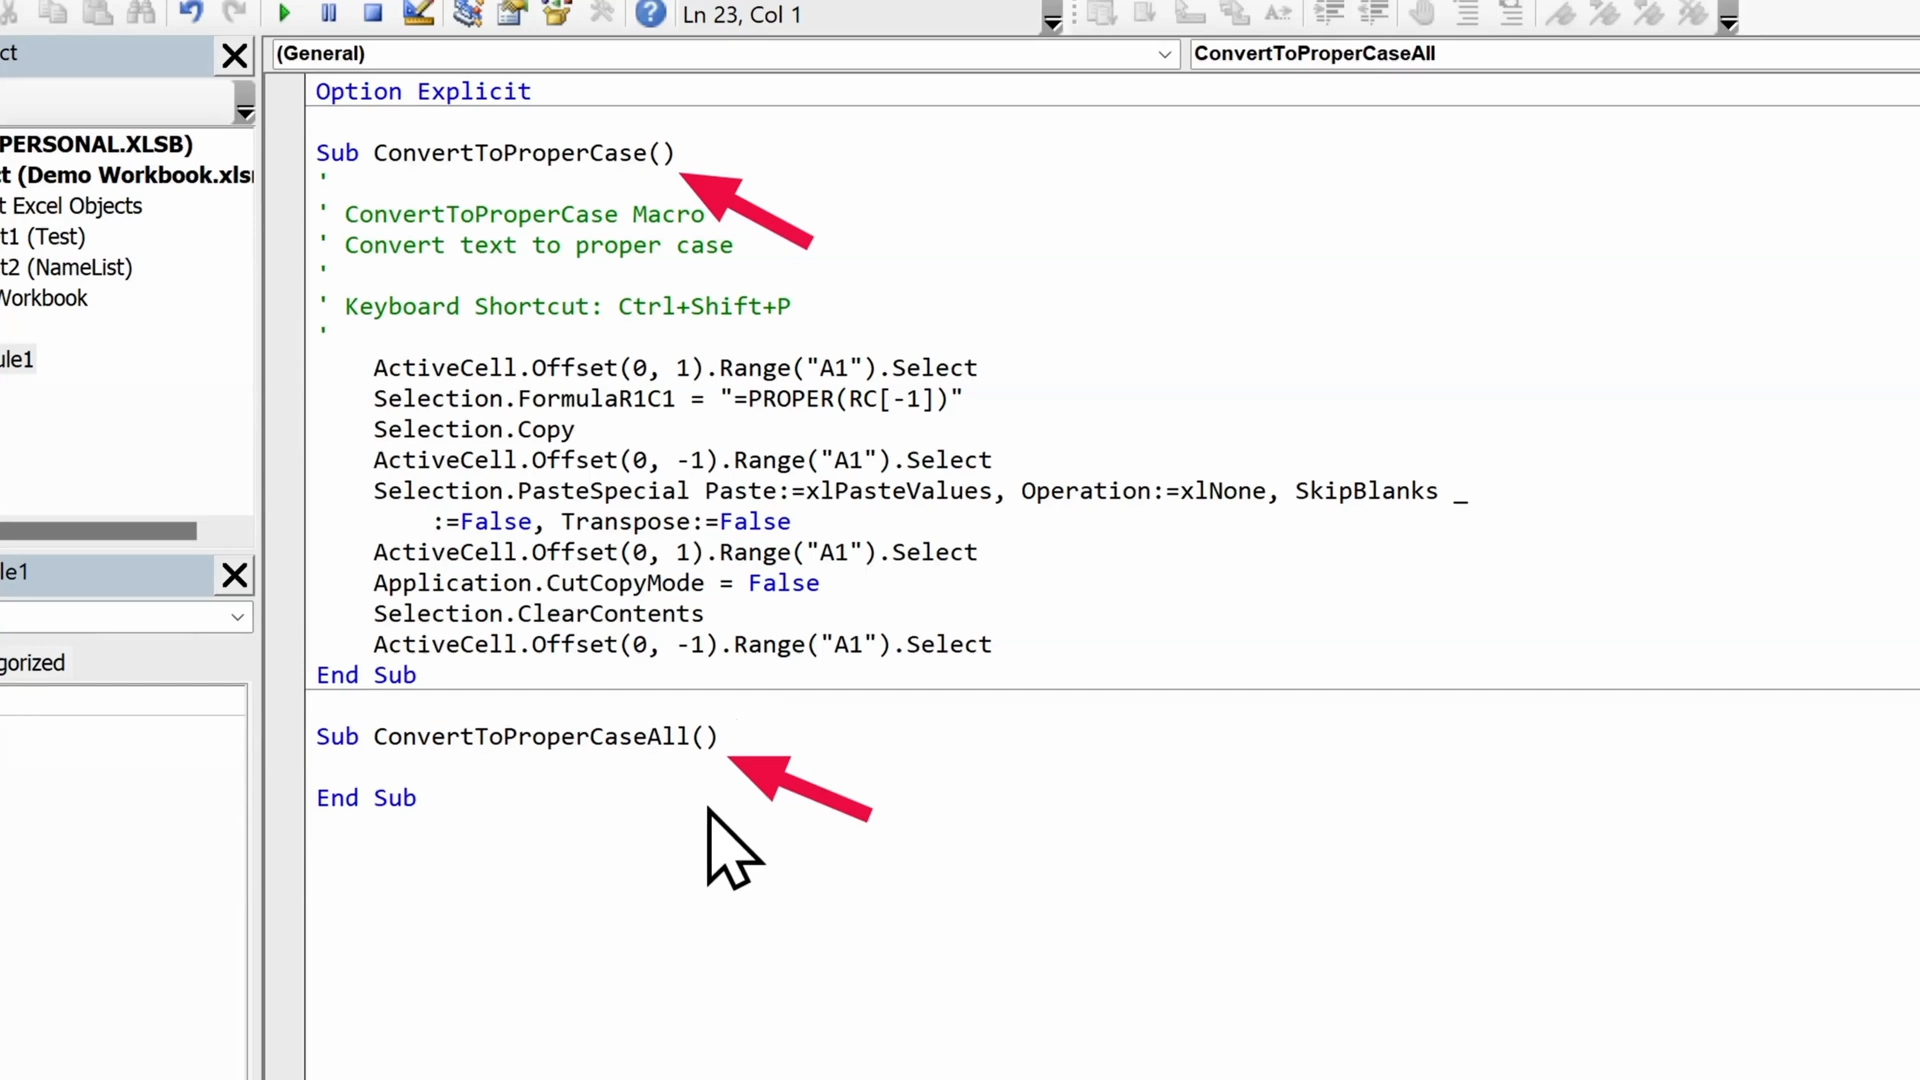 Ln 23, Col 1
ct
(General)
ConvertToProperCaseAll
PERSONAL.XLSB)
ct (Demo Workbook.xlsı
t Excel Objects
t1 (Test)
t2 (NameList)
Workbook
ule1
le1
gorized
Option Explicit
Sub ConvertToProperCase()
'
' ConvertToProperCase Macro
' Convert text to proper case
'
' Keyboard Shortcut: Ctrl+Shift+P
'
ActiveCell.Offset(0, 1).Range("A1").Select
Selection.FormulaR1C1 = "=PROPER(RC[-1])"
Selection.Copy
ActiveCell.Offset(0, -1).Range("A1").Select
Selection.PasteSpecial Paste:=xlPasteValues, Operation:=xlNone, SkipBlanks _
:=False, Transpose:=False
ActiveCell.Offset(0, 1).Range("A1").Select
Application.CutCopyMode = False
Selection.ClearContents
ActiveCell.Offset(0, -1).Range("A1").Select
End Sub
Sub ConvertToProperCaseAll()
End Sub